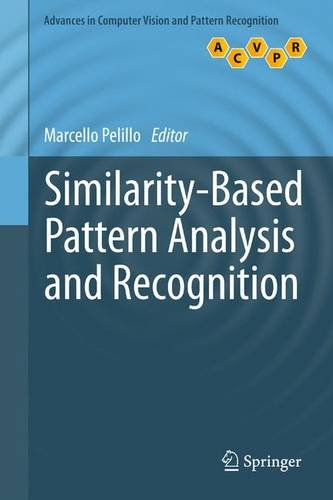 Advances in Computer Vision and Pattern Recognition
A C V P R
Marcello Pelillo Editor
Similarity-Based
Pattern Analysis
and Recognition
Springer